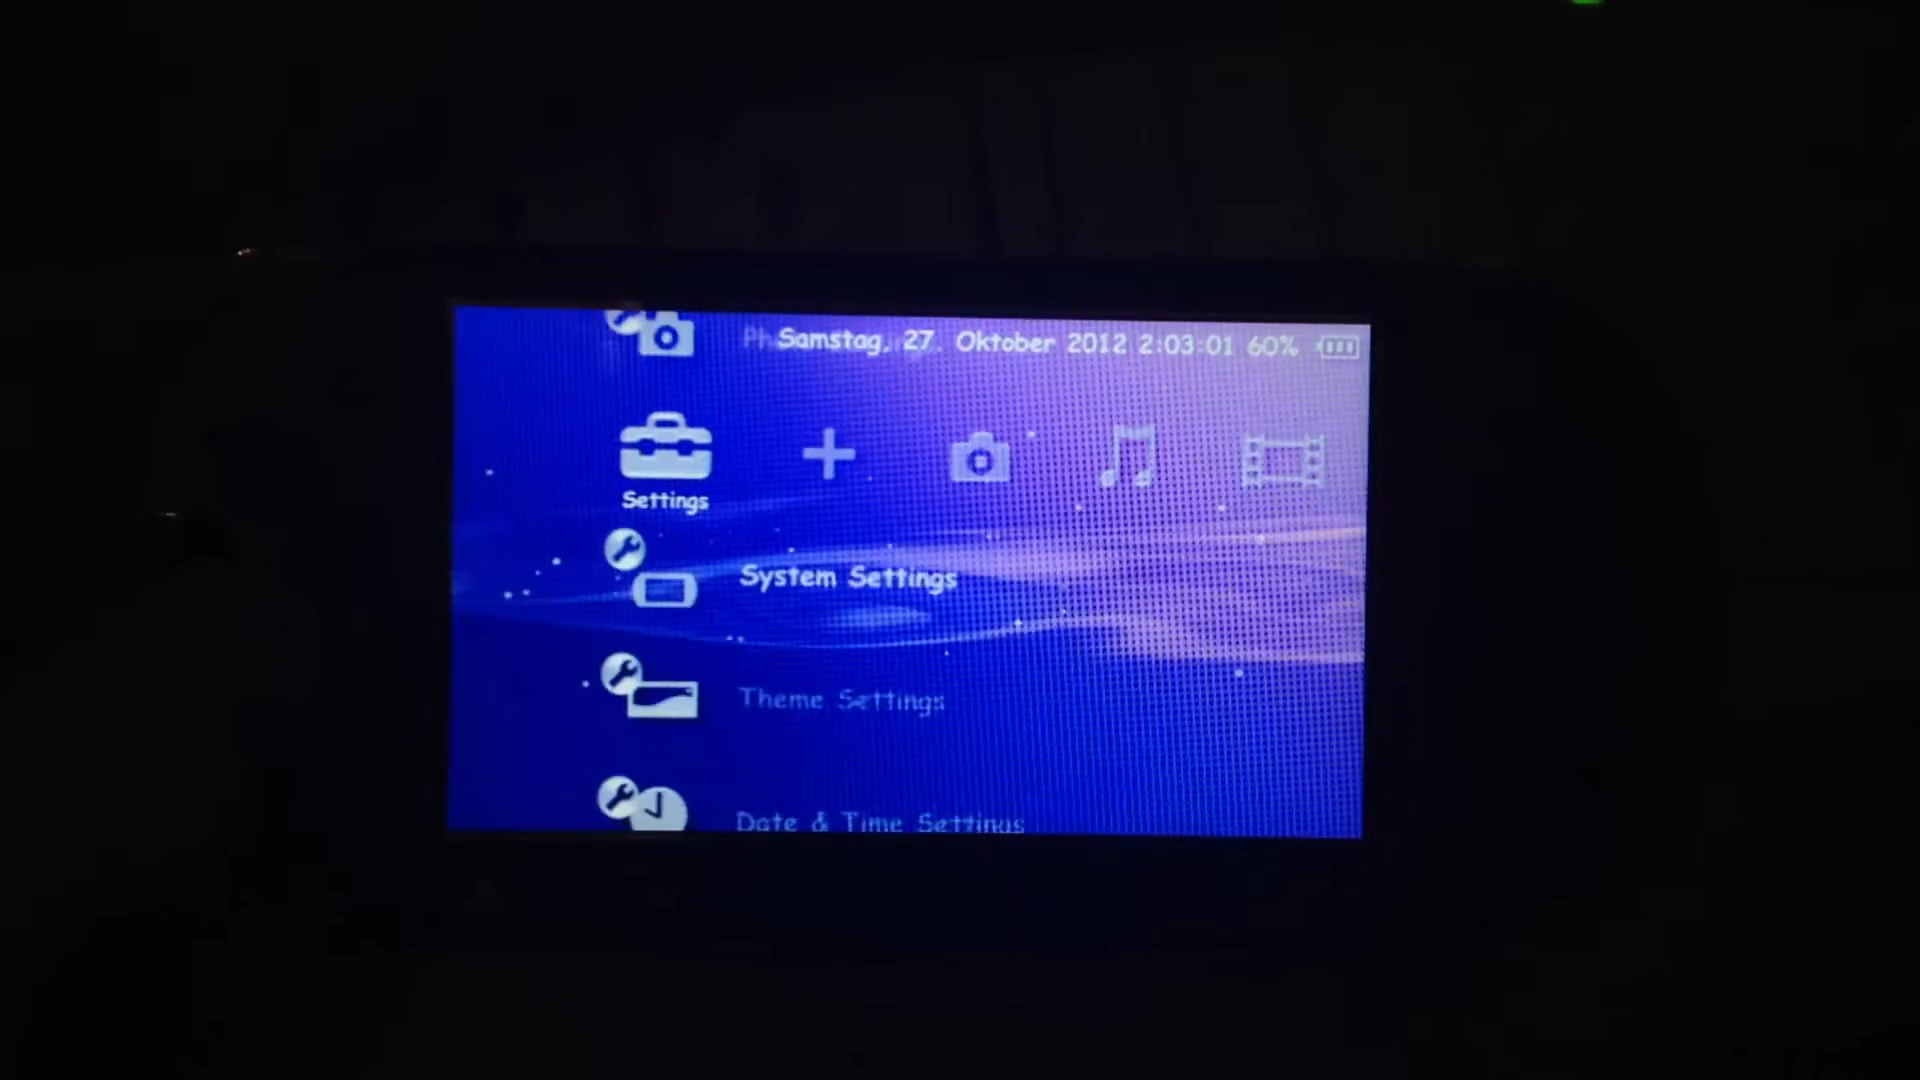 Samstag, 27. Oktober 2012 2:03:01 60%
Settings
System Settings
Theme Settings
Date & Time Settings